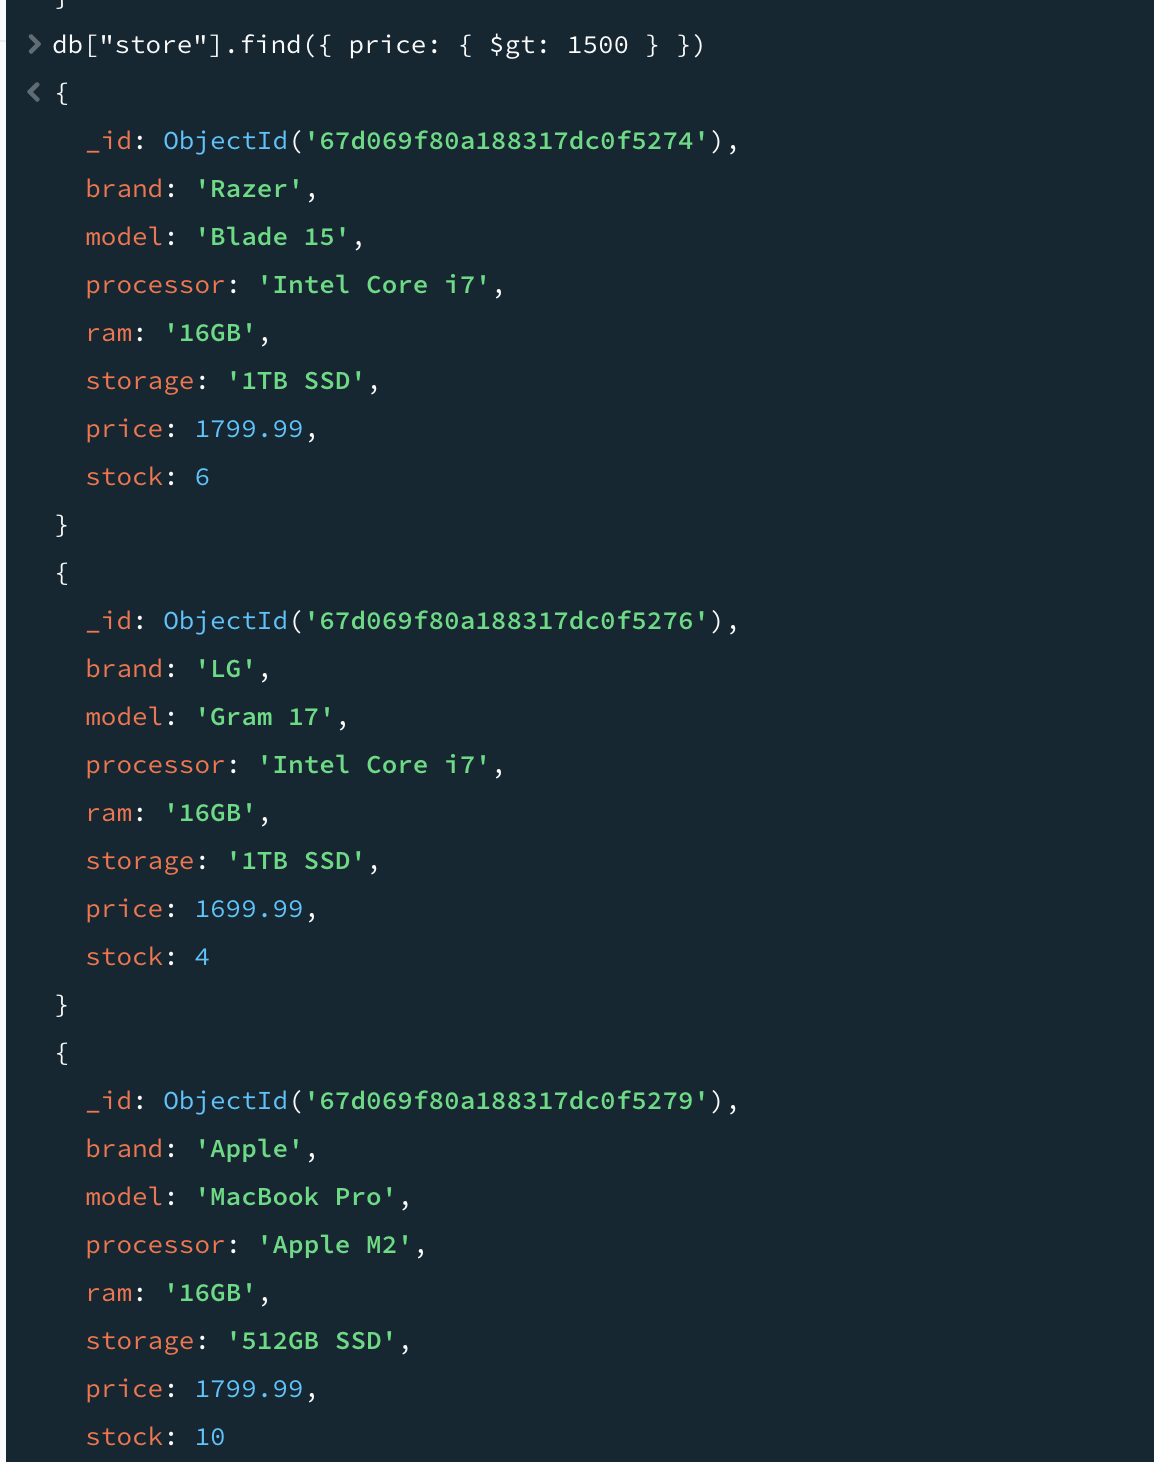 }
> db["store"].find({ price: { $gt: 1500 } })
< {
_id: ObjectId('67d069f80a188317dc0f5274'),
brand: 'Razer',
model: 'Blade 15',
processor: 'Intel Core i7',
ram: '16GB',
storage: '1TB SSD',
price: 1799.99,
stock: 6
}
{
_id: ObjectId('67d069f80a188317dc0f5276'),
brand: 'LG',
model: 'Gram 17',
processor: 'Intel Core i7',
ram: '16GB',
storage: '1TB SSD',
price: 1699.99,
stock: 4
}
{
_id: ObjectId('67d069f80a188317dc0f5279'),
brand: 'Apple',
model: 'MacBook Pro',
processor: 'Apple M2',
ram: '16GB',
storage: '512GB SSD',
price: 1799.99,
stock: 10